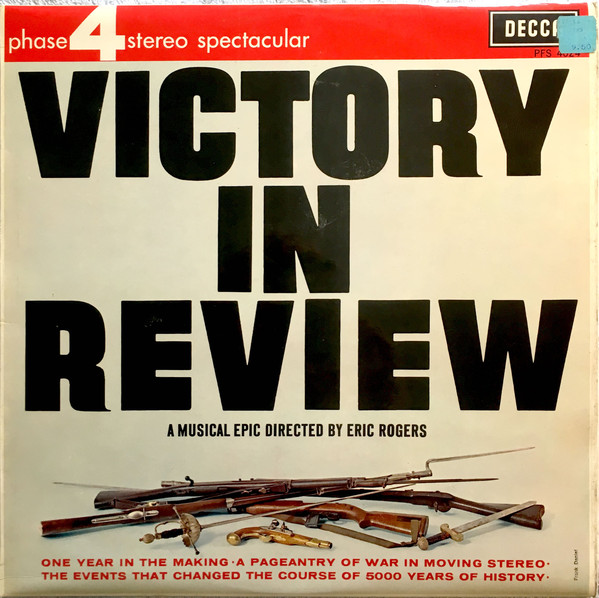 phase 4 stereo spectacular
DECCA
PFS 4024
VICTORY
IN
REVIEW
A MUSICAL EPIC DIRECTED BY ERIC ROGERS
ONE YEAR IN THE MAKING · A PAGEANTRY OF WAR IN MOVING STEREO ·
THE EVENTS THAT CHANGED THE COURSE OF 5000 YEARS OF HISTORY ·